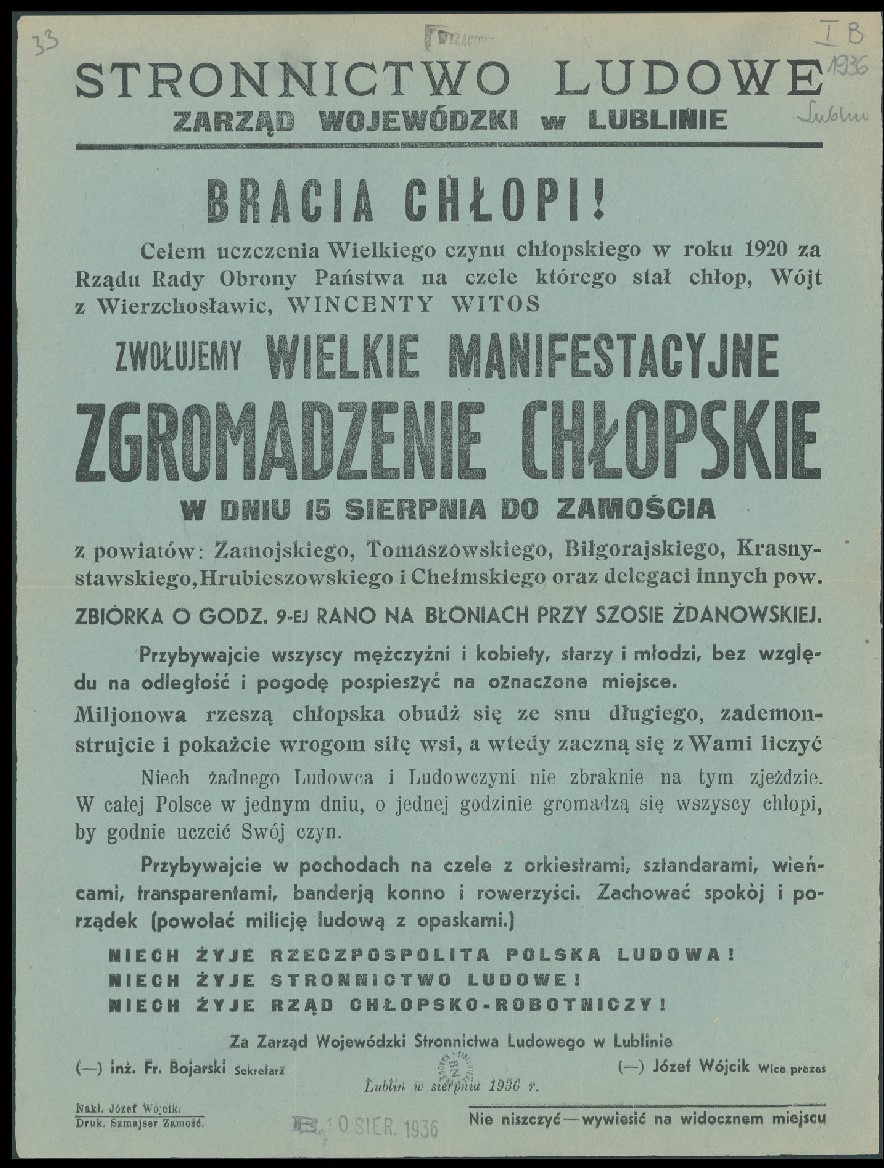 33
I B
1936
Lublin
STRONNICTWO LUDOWE
ZARZĄD WOJEWÓDZKI w LUBLINIE
BRACIA CHŁOPI!
Celem uczczenia Wielkiego czynu chłopskiego w roku 1920 za
Rządu Rady Obrony Państwa na czele którego stał chłop, Wójt
z Wierzchosławic, WINCENTY WITOS
ZWOŁUJEMY WIELKIE MANIFESTACYJNE
ZGROMADZENIE CHŁOPSKIE
W DNIU 15 SIERPNIA DO ZAMOŚCIA
z powiatów: Zamojskiego, Tomaszowskiego, Biłgorajskiego, Krasny-
stawskiego, Hrubieszowskiego i Chełmskiego oraz delegaci innych pow.
ZBIÓRKA O GODZ. 9-EJ RANO NA BŁONIACH PRZY SZOSIE ŻDANOWSKIEJ.
Przybywajcie wszyscy mężczyźni i kobiety, starzy i młodzi, bez wzglę-
du na odległość i pogodę pospieszyć na oznaczone miejsce.
Miljonowa rzeszą chłopska obudź się ze snu długiego, zademon-
strujcie i pokażcie wrogom siłę wsi, a wtedy zaczną się z Wami liczyć
Niech żadnego Ludowca i Ludowczyni nie zbraknie na tym zjeździe.
W całej Polsce w jednym dniu, o jednej godzinie gromadzą się wszyscy chłopi,
by godnie uczcić Swój czyn.
Przybywajcie w pochodach na czele z orkiestrami, sztandarami, wień-
cami, transparentami, banderją konno i rowerzyści. Zachować spokój i po-
rządek (powołać milicję ludową z opaskami.)
NIECH ŻYJE RZECZPOSPOLITA POLSKA LUDOWA!
NIECH ŻYJE STRONNICTWO LUDOWE!
NIECH ŻYJE RZĄD CHŁOPSKO-ROBOTNICZY!
Za Zarząd Wojewódzki Stronnictwa Ludowego w Lublinie
(—) inż. Fr. Bojarski Sekretarz
(—) Józef Wójcik Wice prezes
BN
Lublin w sierpniu 1936 r.
Nakł. Józef Wójcik.
Druk. Szmajser Zamość.
10 SIER. 1936
Nie niszczyć — wywiesić na widocznem miejscu